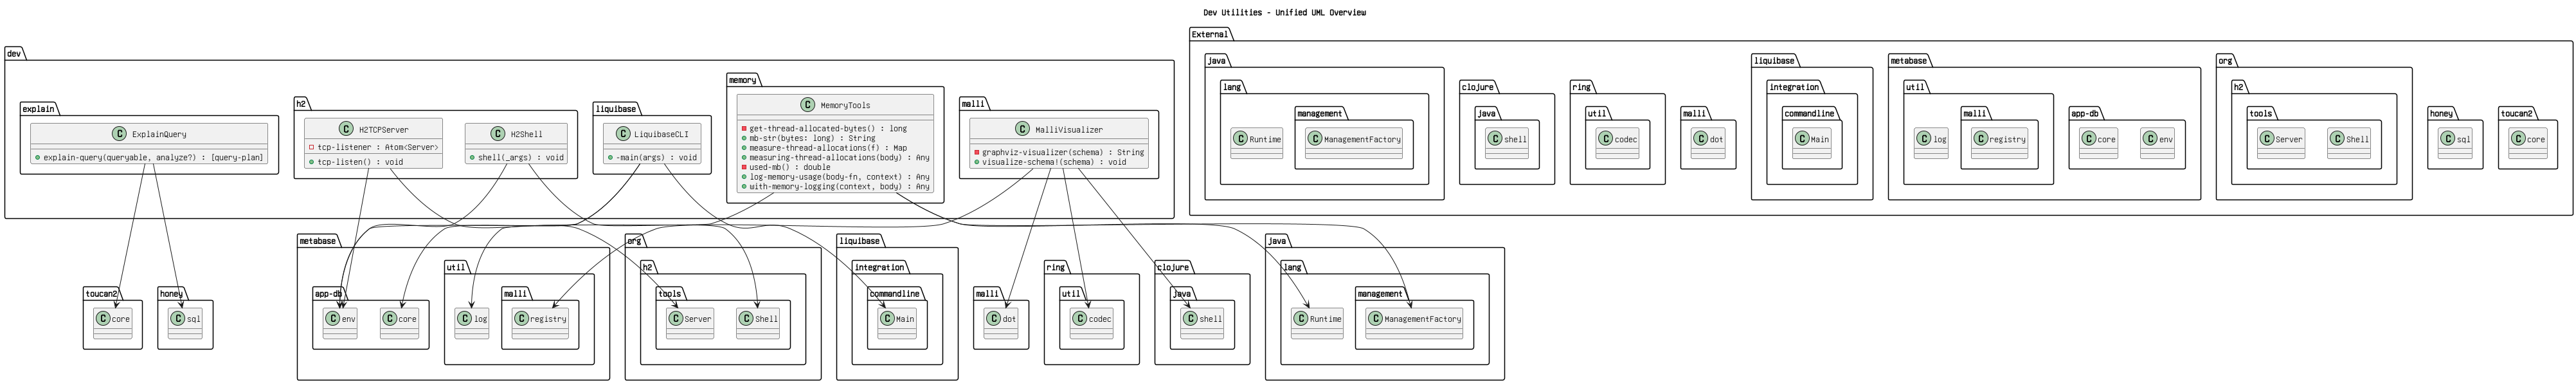 Dev Utilities - Unified UML Overview
dev
explain
C ExplainQuery
explain-query(queryable, analyze?) : [query-plan]
h2
C H2TCPServer
tcp-listener : Atom<Server>
tcp-listen() : void
C H2Shell
shell(_args) : void
liquibase
C LiquibaseCLI
-main(args) : void
memory
C MemoryTools
get-thread-allocated-bytes() : long
mb-str(bytes: long) : String
measure-thread-allocations(f) : Map
measuring-thread-allocations(body) : Any
used-mb() : double
log-memory-usage(body-fn, context) : Any
with-memory-logging(context, body) : Any
malli
C MalliVisualizer
graphviz-visualizer(schema) : String
visualize-schema!(schema) : void
External
java
lang
C Runtime
management
C ManagementFactory
clojure
java
C shell
ring
util
C codec
malli
C dot
liquibase
integration
commandline
C Main
metabase
util
C log
malli
C registry
app-db
C core
C env
org
h2
tools
C Server
C Shell
honey
C sql
toucan2
C core
toucan2
C core
honey
C sql
metabase
app-db
C env
C core
util
C log
malli
C registry
org
h2
tools
C Server
C Shell
liquibase
integration
commandline
C Main
malli
C dot
ring
util
C codec
clojure
java
C shell
java
lang
C Runtime
management
C ManagementFactory